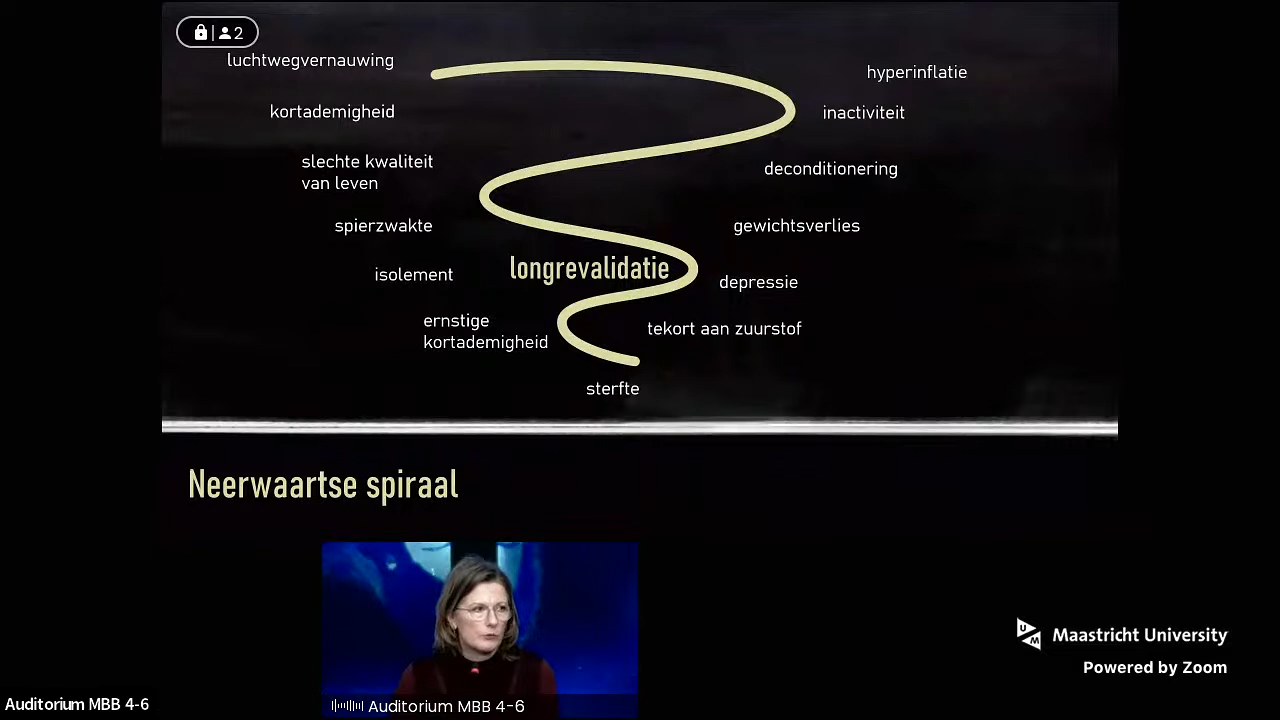 2
luchtwegvernauwing
hyperinflatie
kortademigheid
inactiviteit
slechte kwaliteit
van leven
deconditionering
spierzwakte
gewichtsverlies
isolement
longrevalidatie
depressie
ernstige
kortademigheid
tekort aan zuurstof
sterfte
Neerwaartse spiraal
UM
Maastricht University
Powered by Zoom
Auditorium MBB 4-6
Auditorium MBB 4-6